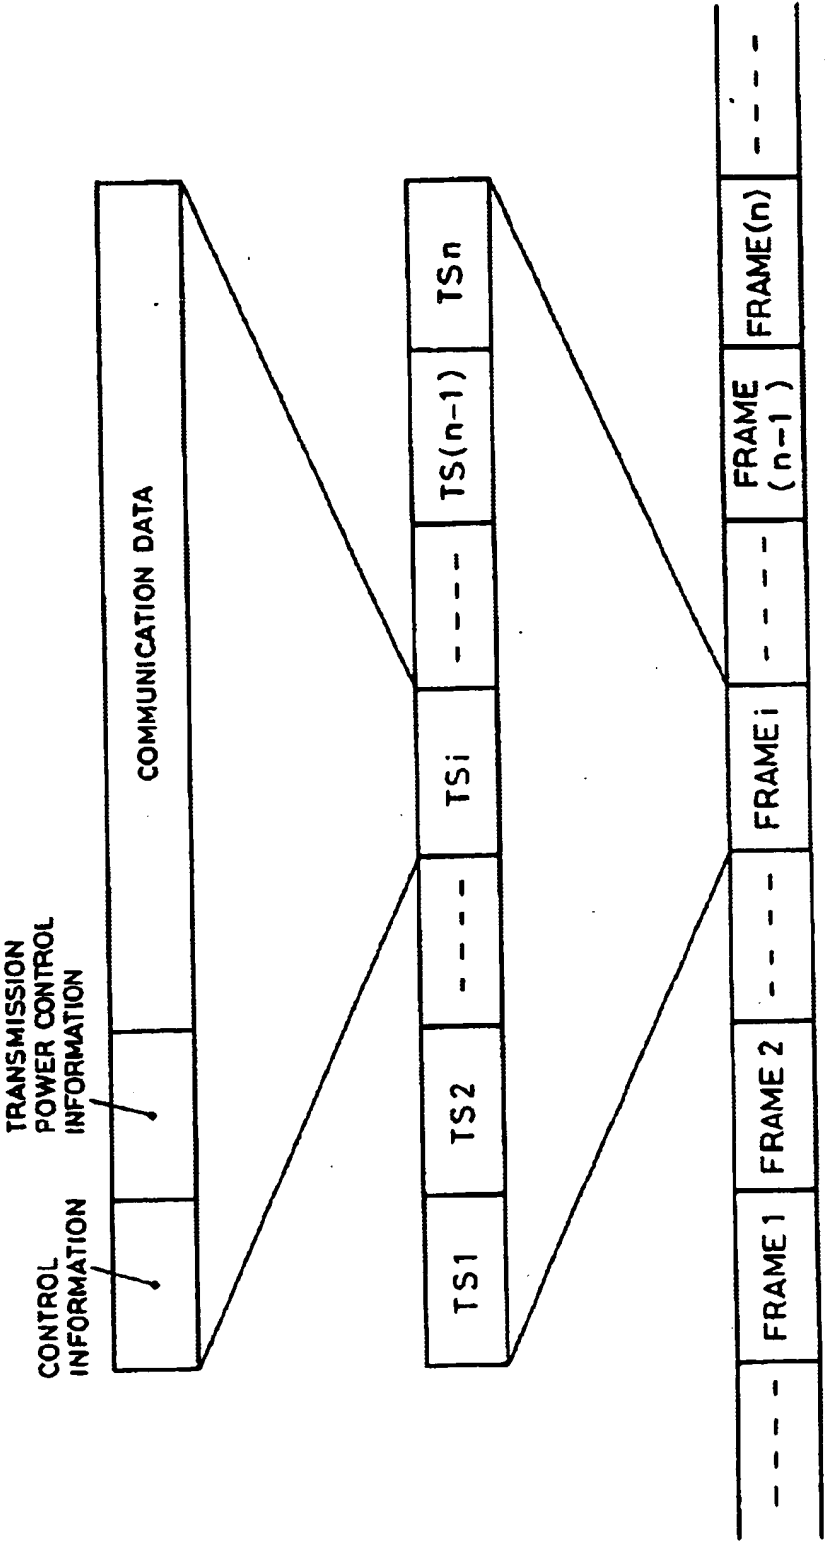 CONTROL
INFORMATION
TRANSMISSION
POWER CONTROL
INFORMATION
COMMUNICATION DATA
TS1
TS2
----
TSi
----
TS(n-1)
TSn
----
FRAME 1
FRAME 2
----
FRAME i
----
FRAME
(n-1)
FRAME(n)
----